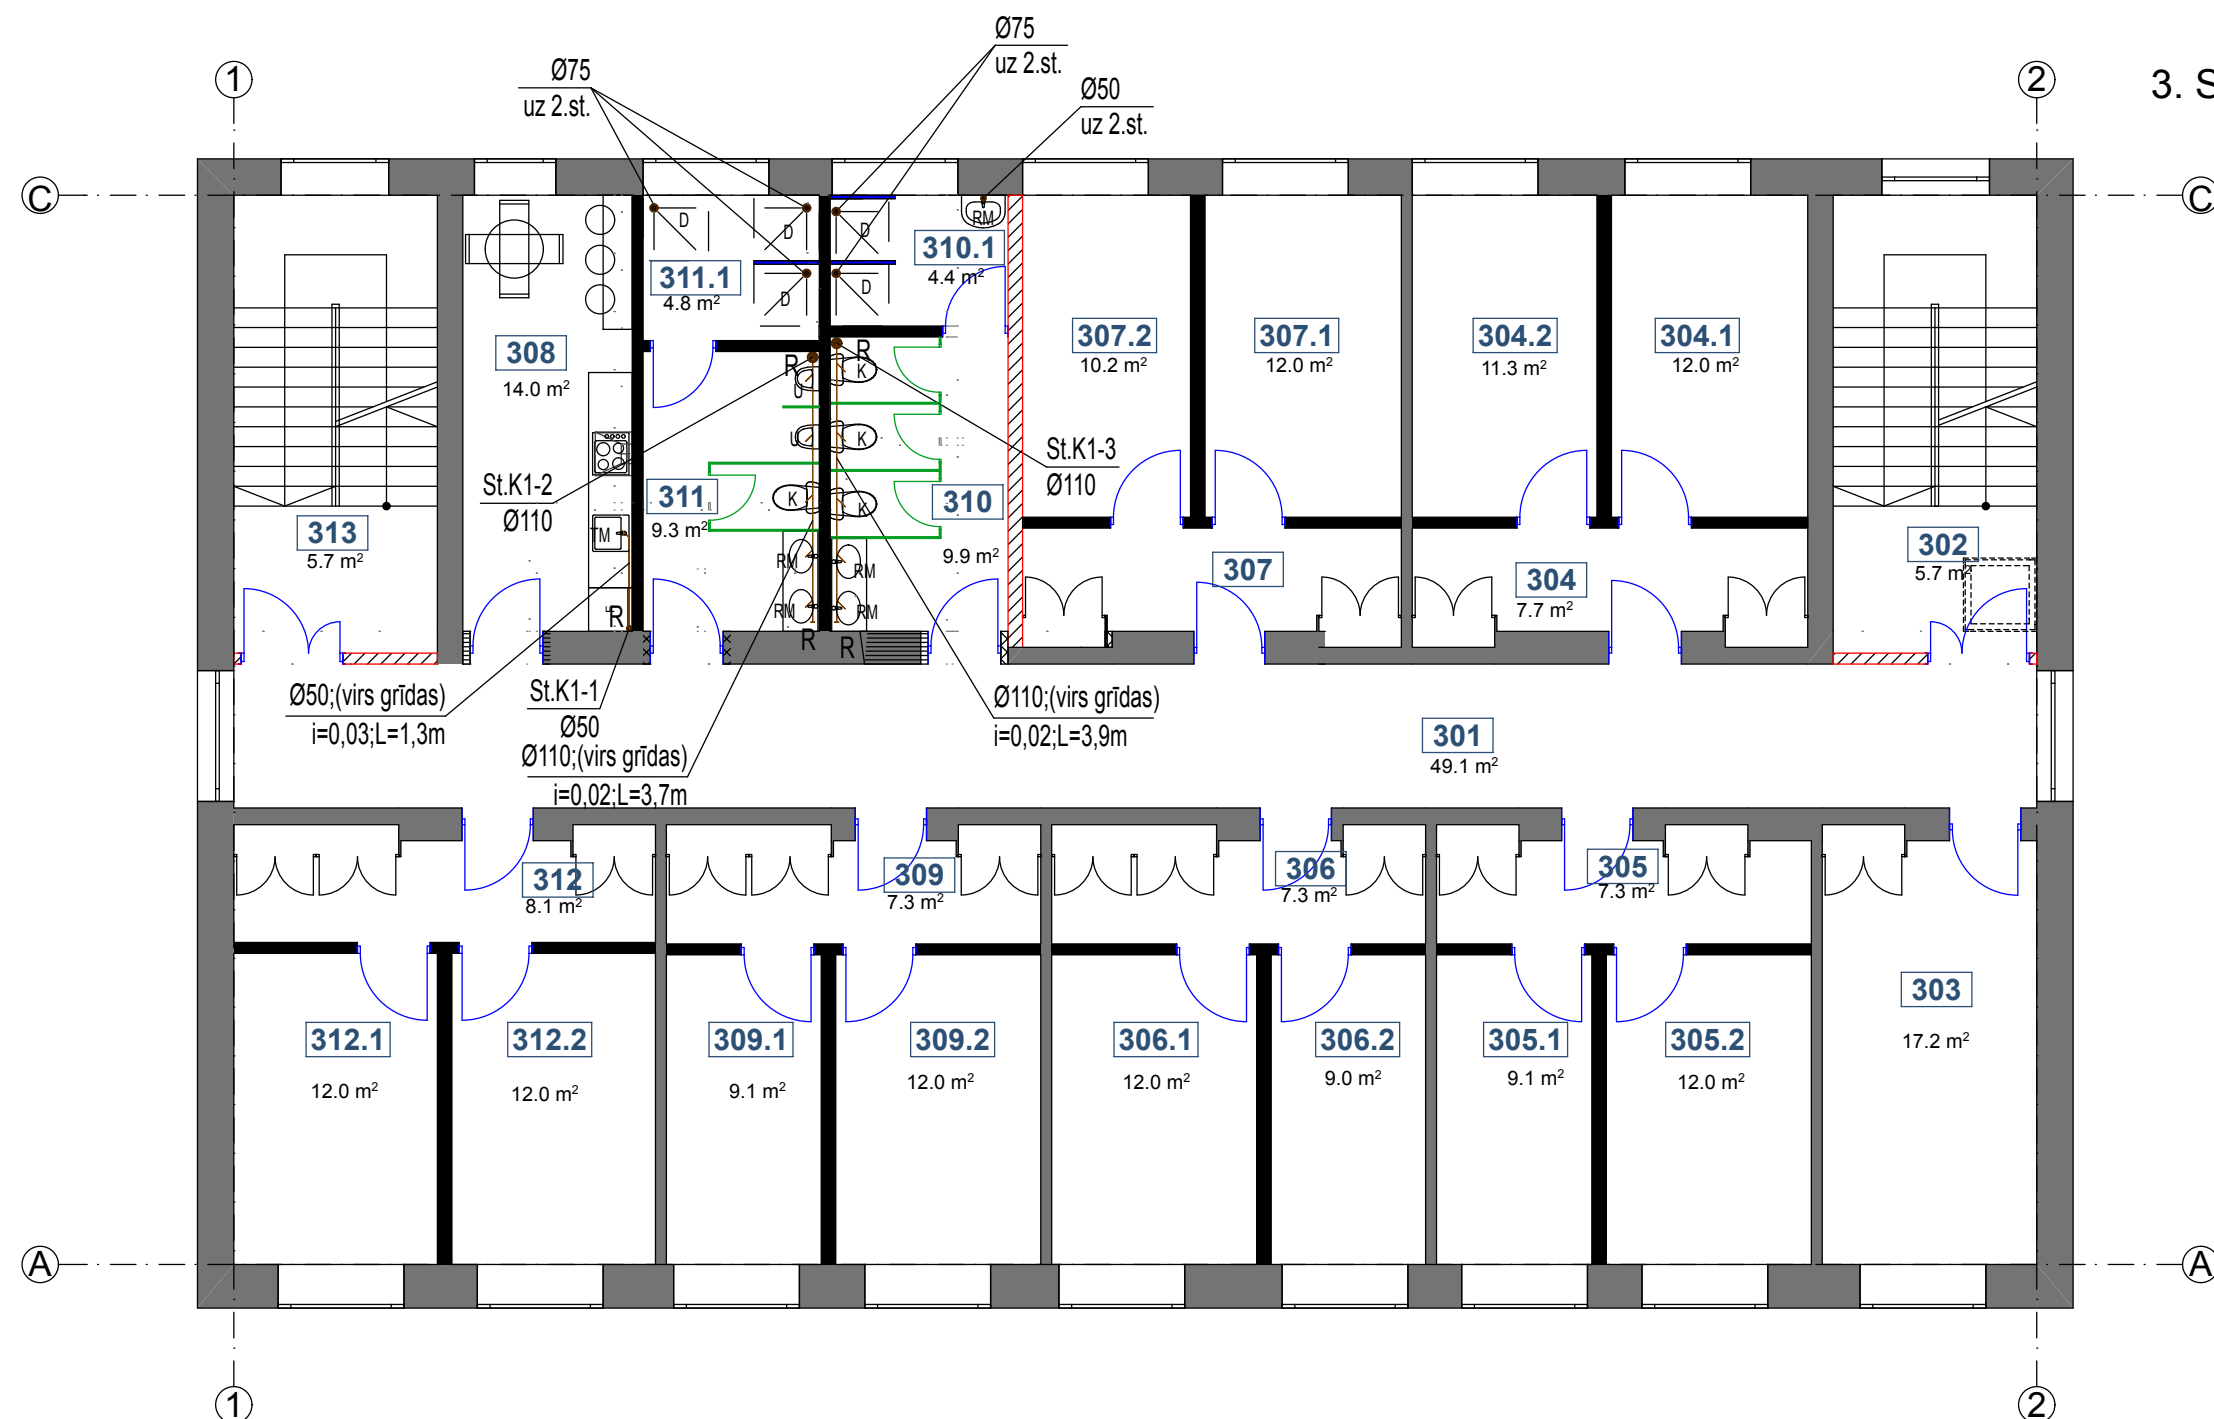 Ø75
uz 2.st.
Ø75
uz 2.st.
Ø50
uz 2.st.
1
2
3. S
C
C
D
D
D
D
D
RM
310.1
4.4 m²
311.1
4.8 m²
308
14.0 m²
307.2
10.2 m²
307.1
12.0 m²
304.2
11.3 m²
304.1
12.0 m²
R
R
U
K
U
K
K
K
St.K1-2
Ø110
St.K1-3
Ø110
311
9.3 m²
310
9.9 m²
TM
RM
RM
RM
RM
R
R
R
313
5.7 m²
307
304
7.7 m²
302
5.7 m²
Ø50;(virs grīdas)
i=0,03;L=1,3m
St.K1-1
Ø50
Ø110;(virs grīdas)
i=0,02;L=3,7m
Ø110;(virs grīdas)
i=0,02;L=3,9m
301
49.1 m²
312
8.1 m²
309
7.3 m²
306
7.3 m²
305
7.3 m²
303
17.2 m²
312.1
12.0 m²
312.2
12.0 m²
309.1
9.1 m²
309.2
12.0 m²
306.1
12.0 m²
306.2
9.0 m²
305.1
9.1 m²
305.2
12.0 m²
A
A
1
2